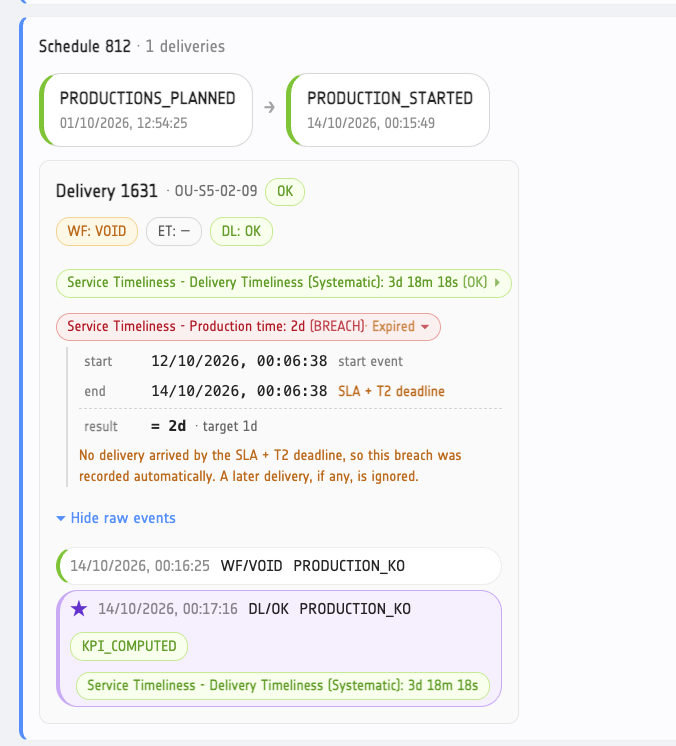 Schedule 812 · 1 deliveries
PRODUCTIONS_PLANNED → PRODUCTION_STARTED
01/10/2026, 12:54:25 14/10/2026, 00:15:49
Delivery 1631 · OU-S5-02-09 OK
WF: VOID ET: — DL: OK
Service Timeliness - Delivery Timeliness (Systematic): 3d 18m 18s (OK)
Service Timeliness - Production time: 2d (BREACH)· Expired
start 12/10/2026, 00:06:38 start event
end 14/10/2026, 00:06:38 SLA + T2 deadline
result = 2d · target 1d
No delivery arrived by the SLA + T2 deadline, so this breach was
recorded automatically. A later delivery, if any, is ignored.
Hide raw events
14/10/2026, 00:16:25 WF/VOID PRODUCTION_KO
★ 14/10/2026, 00:17:16 DL/OK PRODUCTION_KO
KPI_COMPUTED
Service Timeliness - Delivery Timeliness (Systematic): 3d 18m 18s